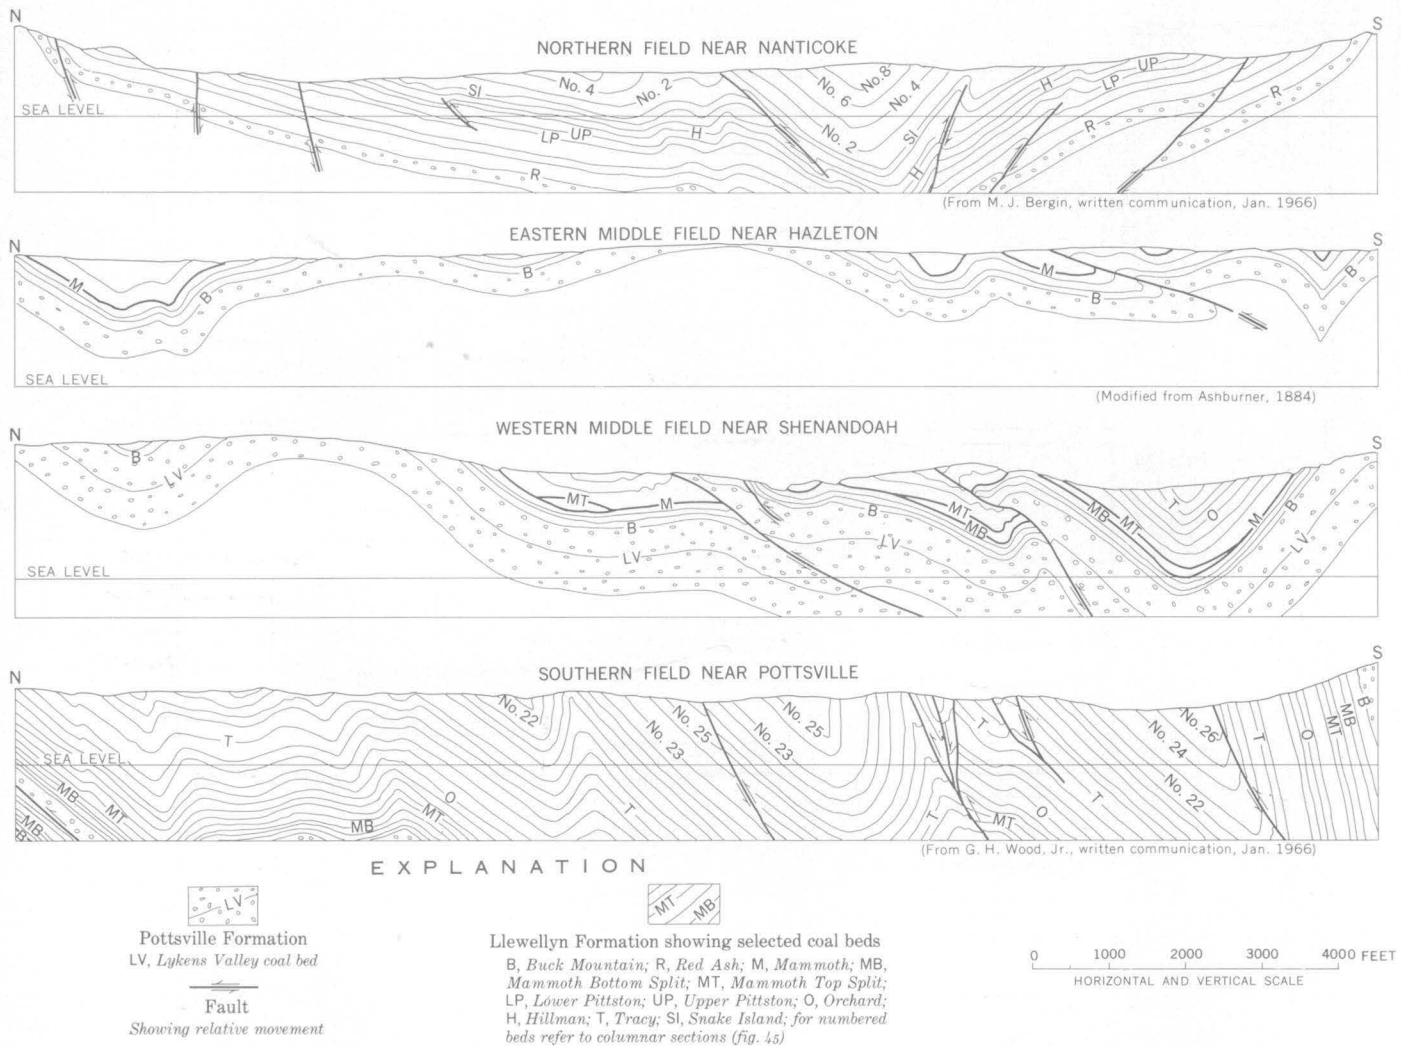 N
S
NORTHERN FIELD NEAR NANTICOKE
SEA LEVEL
SI
No. 4
No. 2
LP UP
H
R
No. 8
No. 6
No. 4
No. 2
SI
H
H
LP
UP
R
R
(From M. J. Bergin, written communication, Jan. 1966)
EASTERN MIDDLE FIELD NEAR HAZLETON
N
S
M
B
B
M
B
B
SEA LEVEL
(Modified from Ashburner, 1884)
WESTERN MIDDLE FIELD NEAR SHENANDOAH
N
S
B
LV
MT
M
B
LV
B
LV
MT
MB
MB
MT
T
O
M
B
LV
SEA LEVEL
SOUTHERN FIELD NEAR POTTSVILLE
N
S
SEA LEVEL
T
No. 22
No. 23
No. 25
No. 23
No. 25
T
No. 24
No. 26
No. 22
T
O
MT
MB
B
MB
MT
MB
B
MB
O
T
T
MT
O
T
(From G. H. Wood, Jr., written communication, Jan. 1966)
EXPLANATION
LV
Pottsville Formation
LV, Lykens Valley coal bed
Fault
Showing relative movement
MT
MB
Llewellyn Formation showing selected coal beds
B, Buck Mountain; R, Red Ash; M, Mammoth; MB,
Mammoth Bottom Split; MT, Mammoth Top Split;
LP, Lower Pittston; UP, Upper Pittston; O, Orchard;
H, Hillman; T, Tracy; SI, Snake Island; for numbered
beds refer to columnar sections (fig. 45)
0 1000 2000 3000 4000 FEET
HORIZONTAL AND VERTICAL SCALE